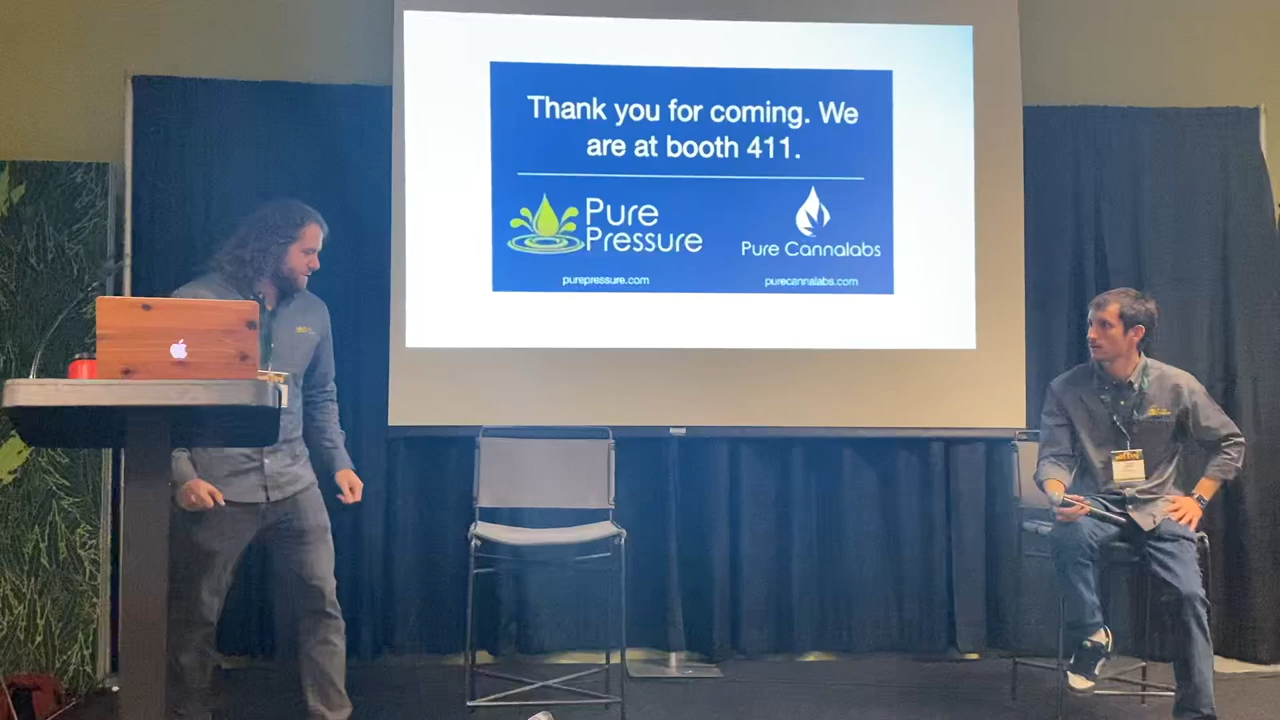 Thank you for coming. We
are at booth 411.
Pure
Pressure
Pure Cannalabs
purepressure.com
purecannalabs.com